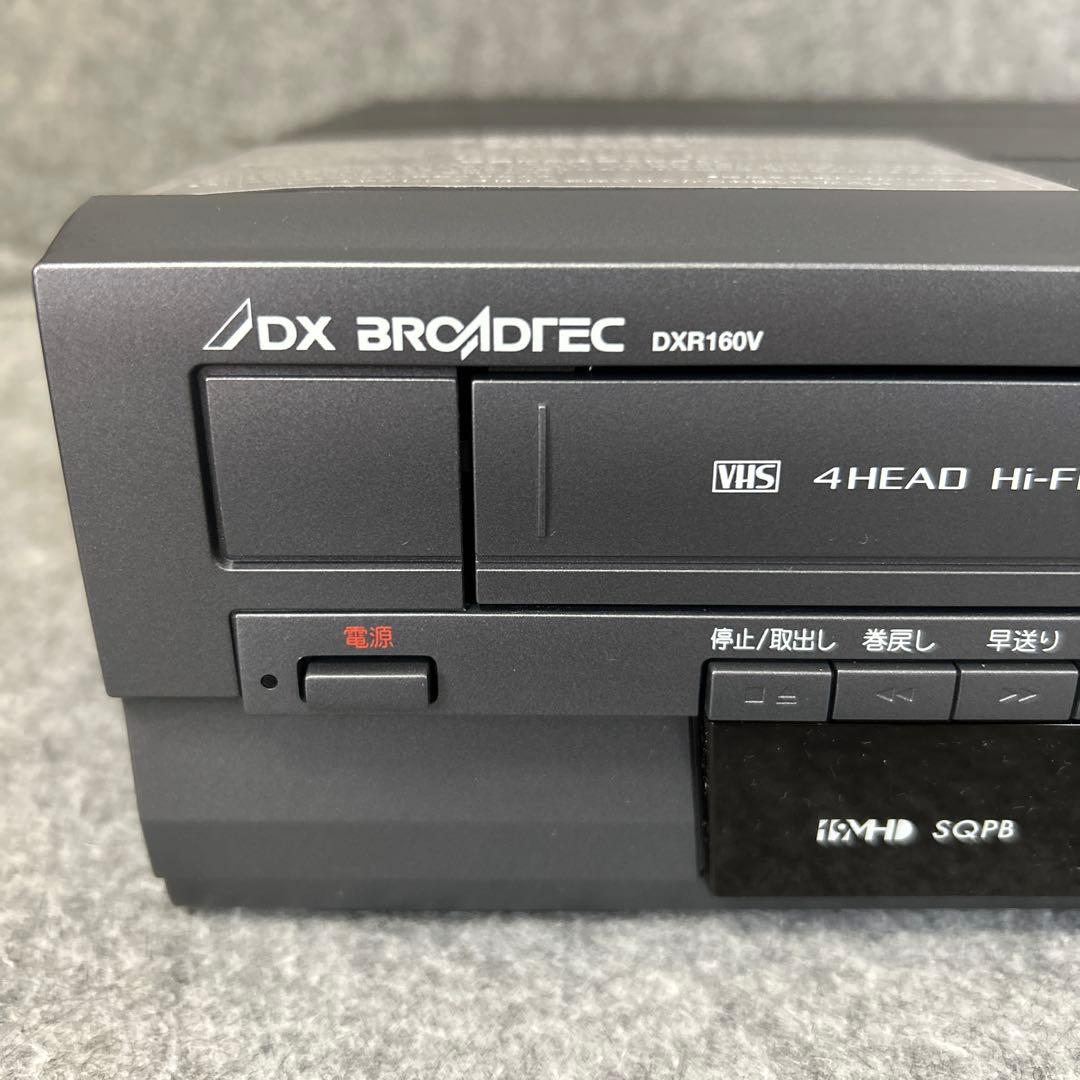 DX BROADTEC DXR160V
VHS 4HEAD Hi-Fi
電源
停止/取出し 巻戻し 早送り
19MHD SQPB